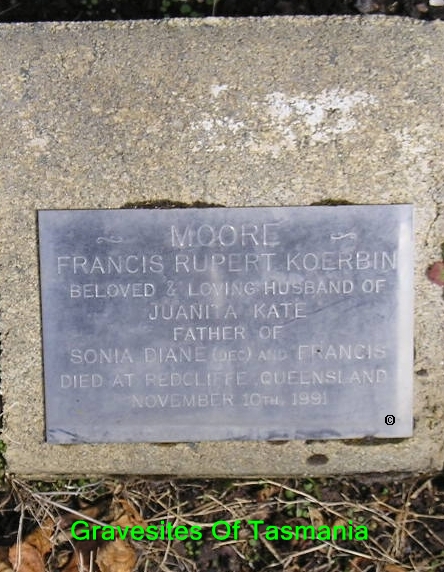 MOORE
FRANCIS RUPERT KOERBIN
BELOVED & LOVING HUSBAND OF
JUANITA KATE
FATHER OF
SONIA DIANE (DEC) AND FRANCIS
DIED AT REDCLIFFE QUEENSLAND
NOVEMBER 10TH, 1991
©
Gravesites Of Tasmania